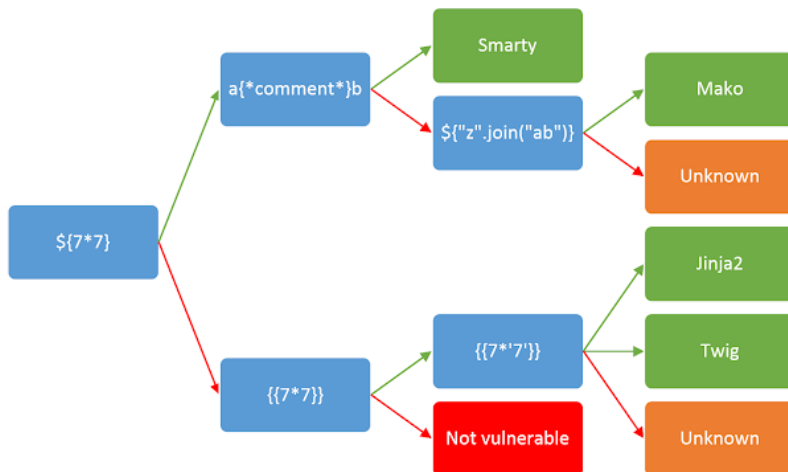 Smarty
a{*comment*}b
Mako
${"z".join("ab")}
Unknown
${7*7}
Jinja2
{{7*'7'}}
Twig
{{7*7}}
Not vulnerable
Unknown